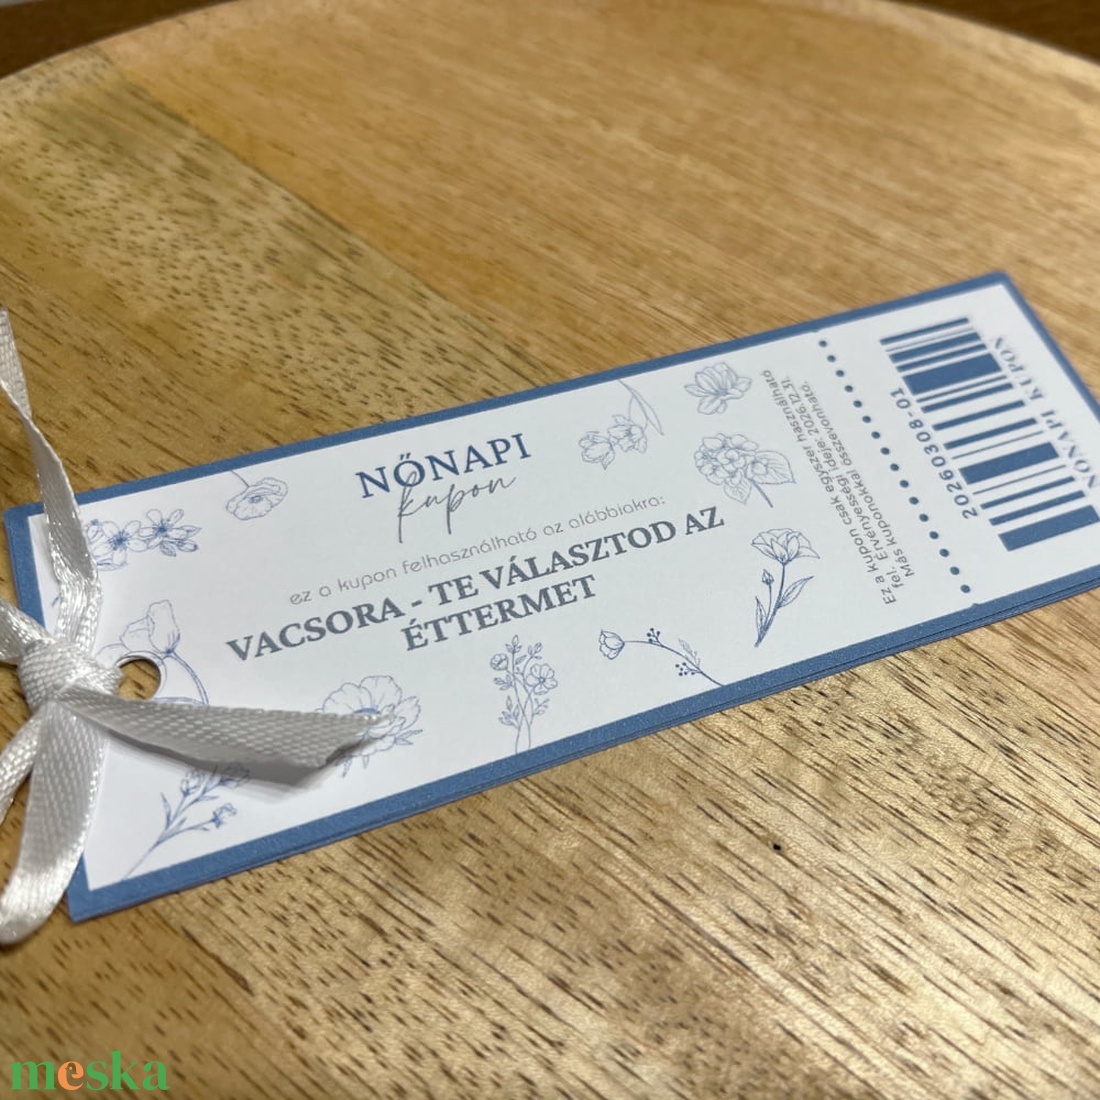 NŐNAPI
kupon
ez a kupon felhasználható az alábbiakra:
VACSORA - TE VÁLASZTOD AZ
ÉTTERMET
Ez a kupon csak egyszer használható
fel. Érvényességi ideje: 2026.12.31.
Más kuponokkal összevonható.
20260308-01
NŐNAPI KUPON
meska